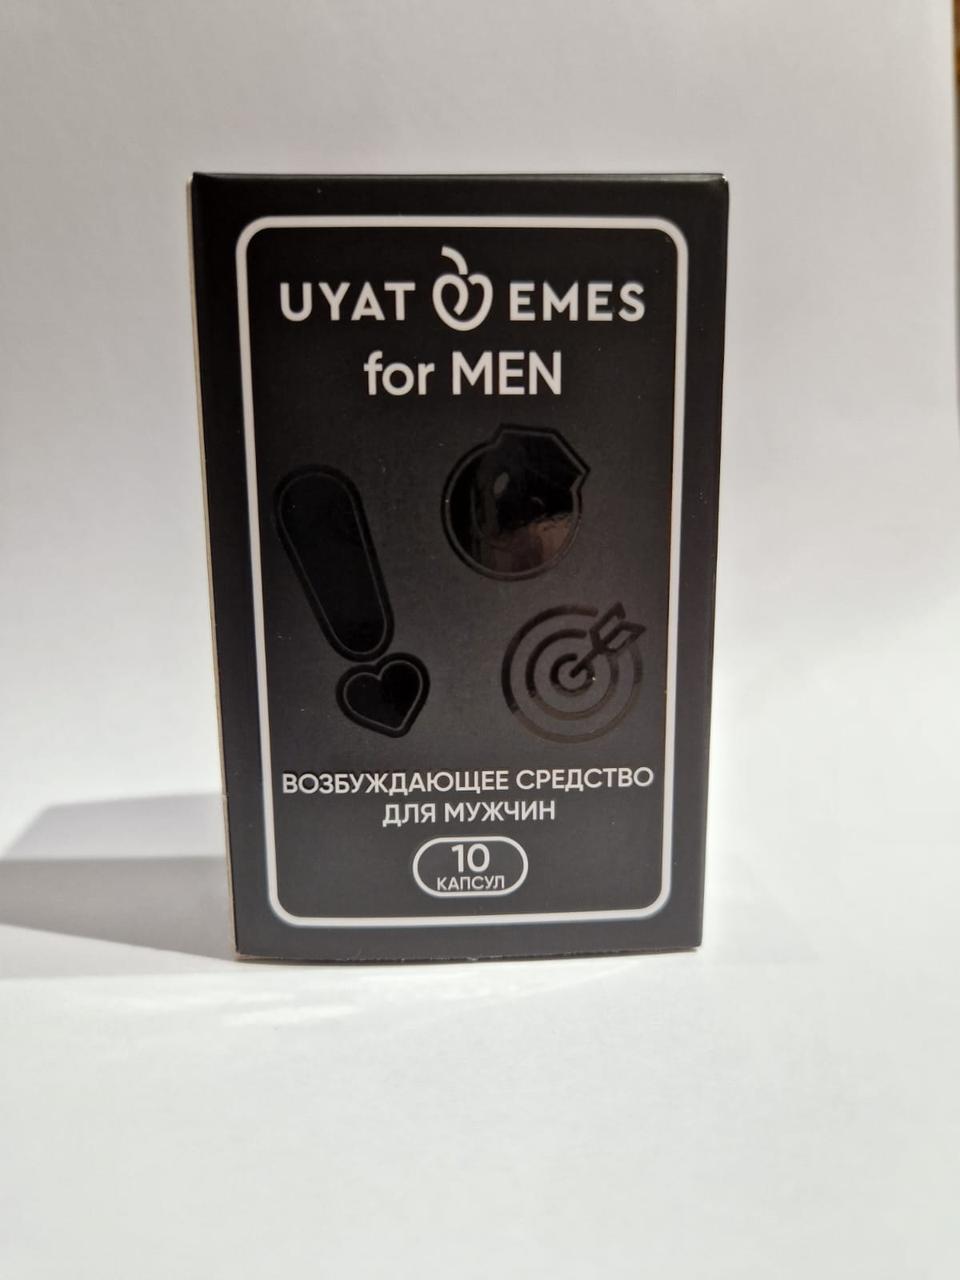 UYAT EMES
for MEN
ВОЗБУЖДАЮЩЕЕ СРЕДСТВО
ДЛЯ МУЖЧИН
10
КАПСУЛ